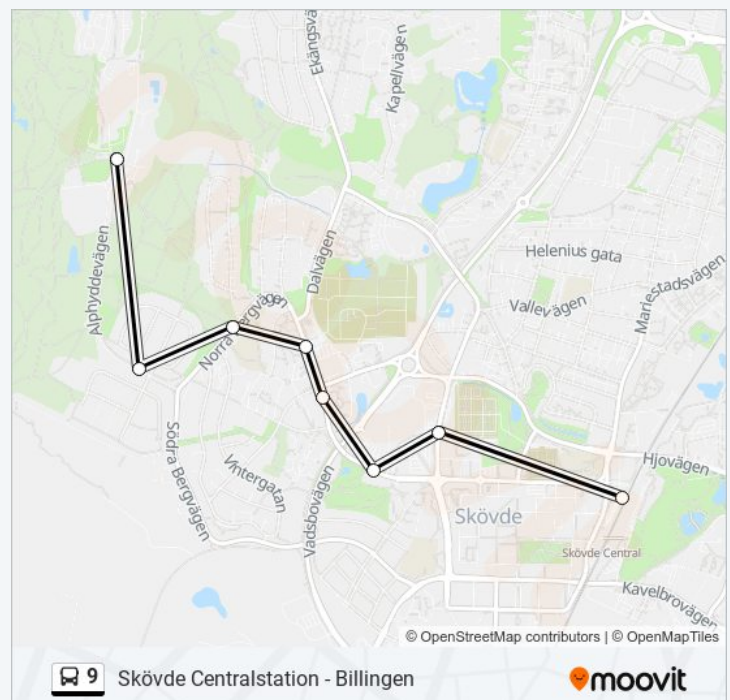 Ekängsvä
Kapellvägen
Dalvägen
Helenius gata
Alphyddevägen
Vallevägen
Mariestadsvägen
Norra Bergvägen
Södra Bergvägen
Vintergatan
Vadsbovägen
Hjovägen
Skövde
Skövde Central
Kavelbrovägen
© OpenStreetMap contributors | © OpenMapTiles
9 Skövde Centralstation - Billingen
moovit